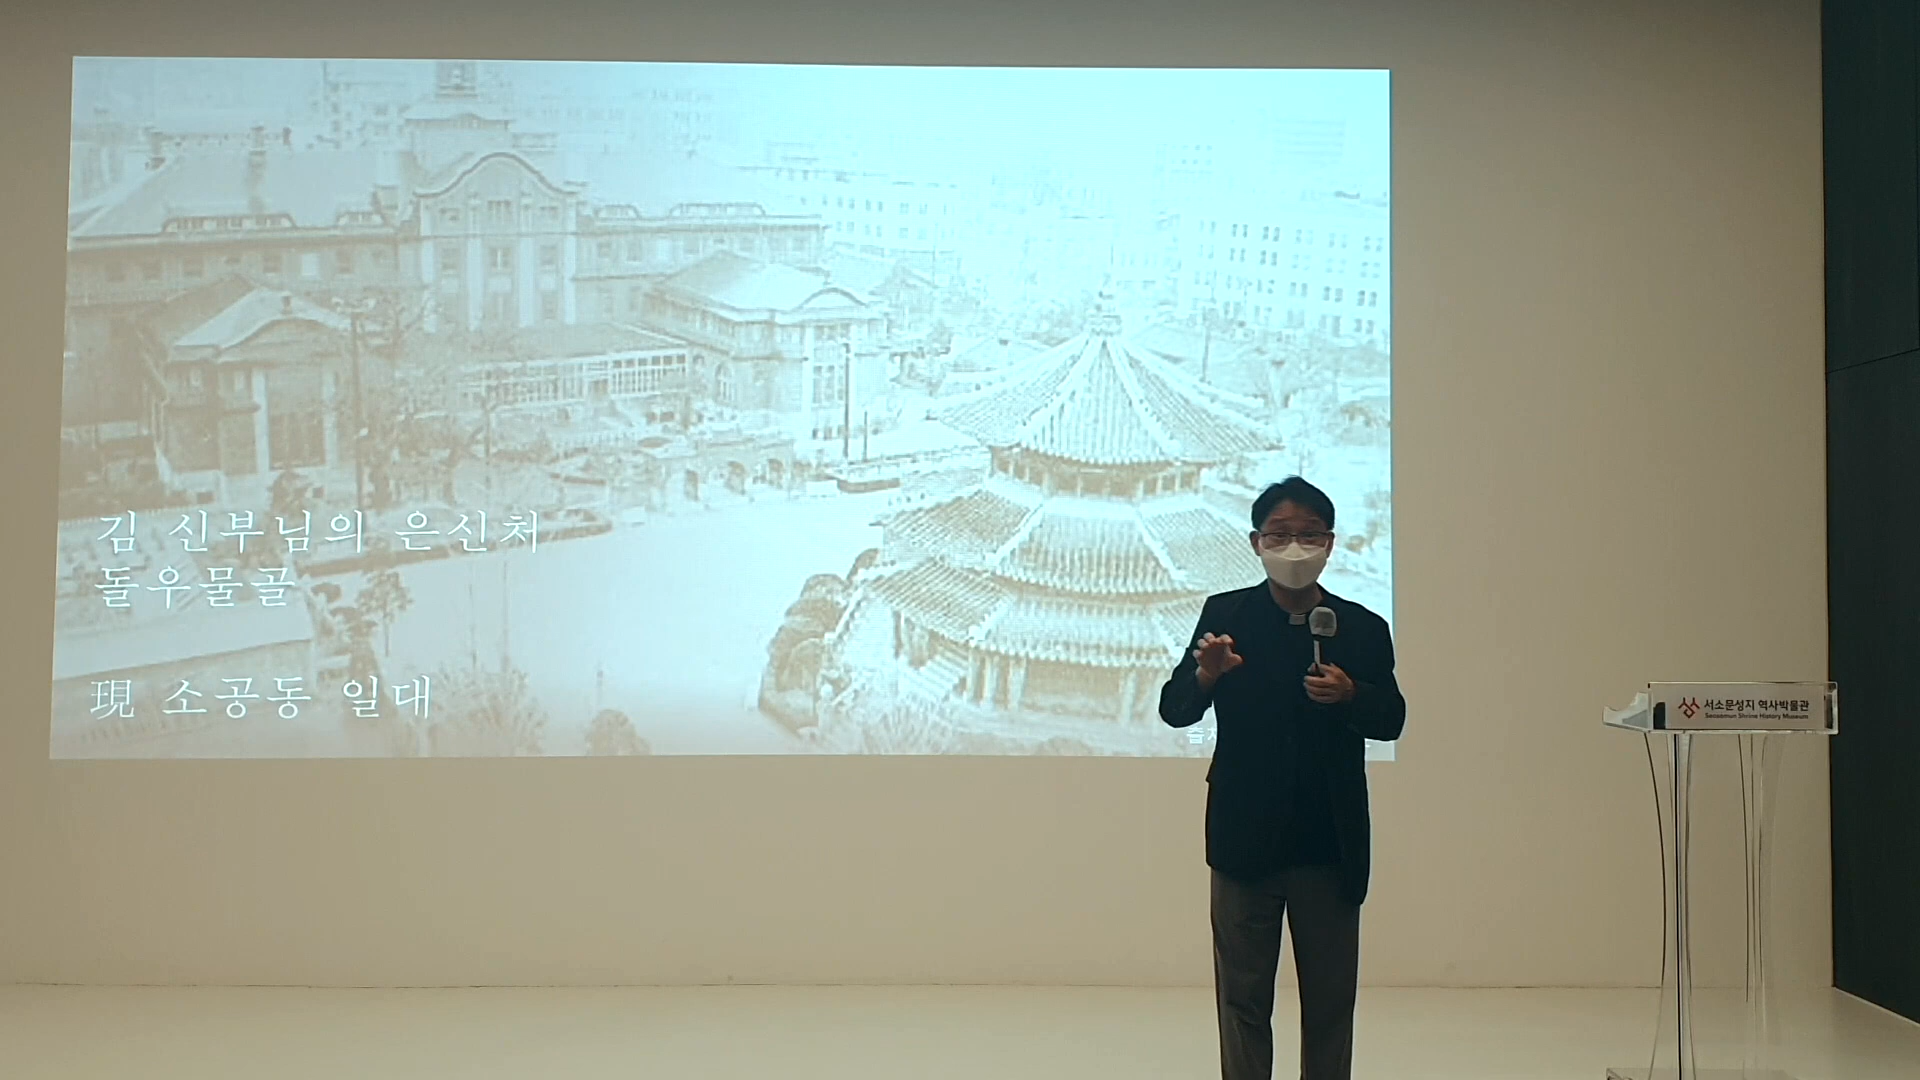 김 신부님의 은신처
돌우물골
現 소공동 일대
서소문성지 역사박물관
Seosomun Shrine History Museum